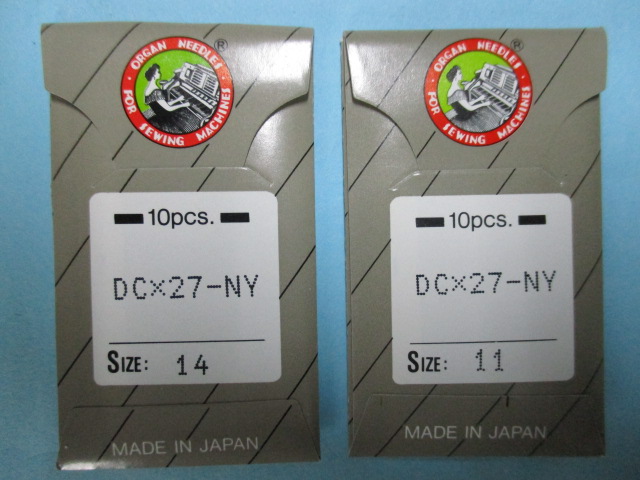 ORGAN NEEDLES
®
FOR SEWING MACHINES
10pcs.
DC×27-NY
SIZE: 14
MADE IN JAPAN
ORGAN NEEDLES
®
FOR SEWING MACHINES
10pcs.
DC×27-NY
SIZE: 11
MADE IN JAPAN